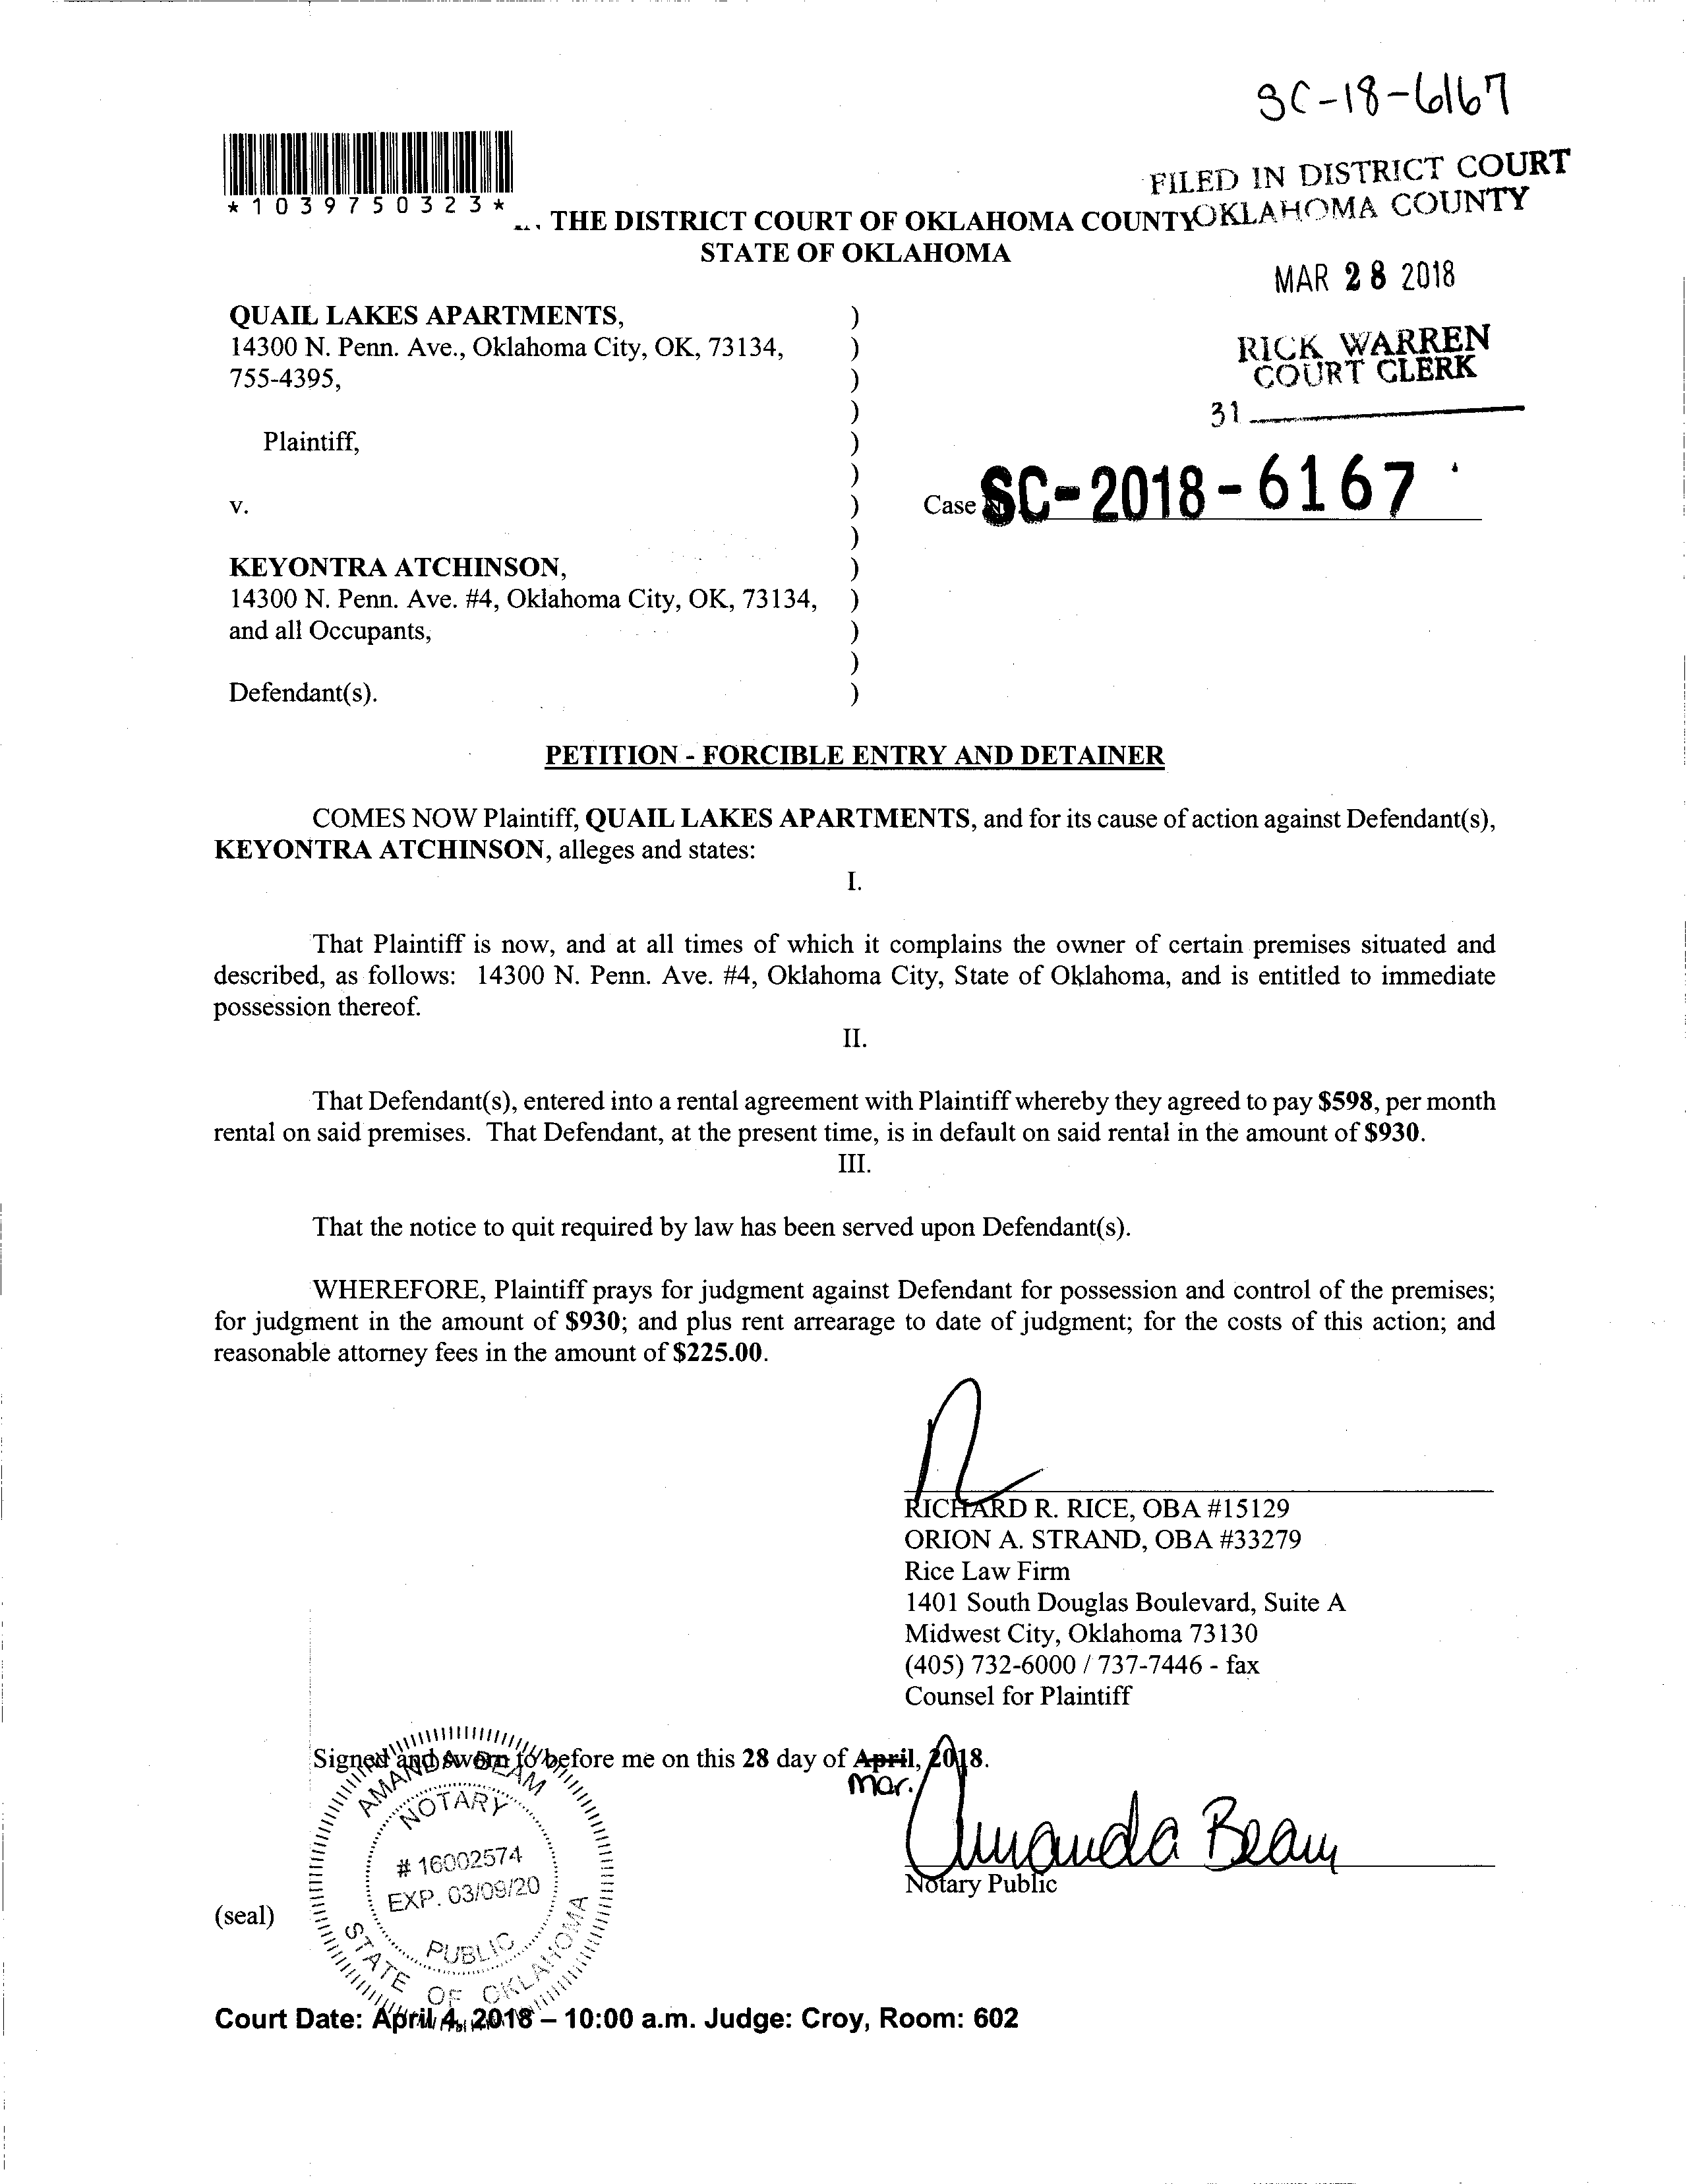 SC-18-6167
*1039750323*
FILED IN DISTRICT COURT
OKLAHOMA COUNTY
THE DISTRICT COURT OF OKLAHOMA COUNTY
STATE OF OKLAHOMA
MAR 28 2018
RICK WARREN
COURT CLERK
31
QUAIL LAKES APARTMENTS, )
14300 N. Penn. Ave., Oklahoma City, OK, 73134, )
755-4395, )
)
Plaintiff, )
)
v. ) Case SC-2018-6167
)
KEYONTRA ATCHINSON, )
14300 N. Penn. Ave. #4, Oklahoma City, OK, 73134, )
and all Occupants, )
)
Defendant(s). )
PETITION - FORCIBLE ENTRY AND DETAINER
COMES NOW Plaintiff, QUAIL LAKES APARTMENTS, and for its cause of action against Defendant(s),
KEYONTRA ATCHINSON, alleges and states:
I.
That Plaintiff is now, and at all times of which it complains the owner of certain premises situated and
described, as follows: 14300 N. Penn. Ave. #4, Oklahoma City, State of Oklahoma, and is entitled to immediate
possession thereof.
II.
That Defendant(s), entered into a rental agreement with Plaintiff whereby they agreed to pay $598, per month
rental on said premises. That Defendant, at the present time, is in default on said rental in the amount of $930.
III.
That the notice to quit required by law has been served upon Defendant(s).
WHEREFORE, Plaintiff prays for judgment against Defendant for possession and control of the premises;
for judgment in the amount of $930; and plus rent arrearage to date of judgment; for the costs of this action; and
reasonable attorney fees in the amount of $225.00.
RICHARD R. RICE, OBA #15129
ORION A. STRAND, OBA #33279
Rice Law Firm
1401 South Douglas Boulevard, Suite A
Midwest City, Oklahoma 73130
(405) 732-6000 / 737-7446 - fax
Counsel for Plaintiff
Signed and sworn to before me on this 28 day of April, 2018.
Mar.
Amanda Beam
Notary Public
AMANDA BEAM
NOTARY
# 16002574
EXP. 03/09/20
PUBLIC
STATE OF OKLAHOMA
(seal)
Court Date: April 4, 2018 – 10:00 a.m. Judge: Croy, Room: 602